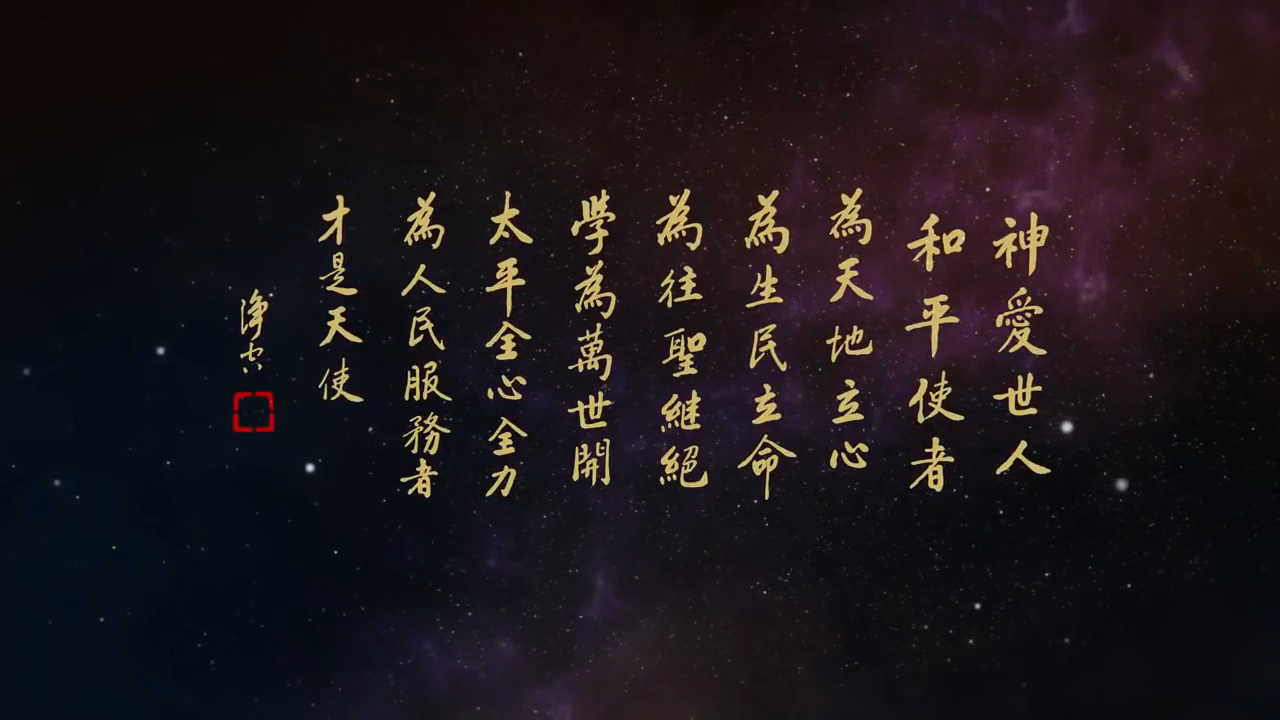 神愛世人
和平使者
為天地立心
為生民立命
為往聖継絕
學為萬世開
太平全心全力
為人民服務者
才是天使
净空